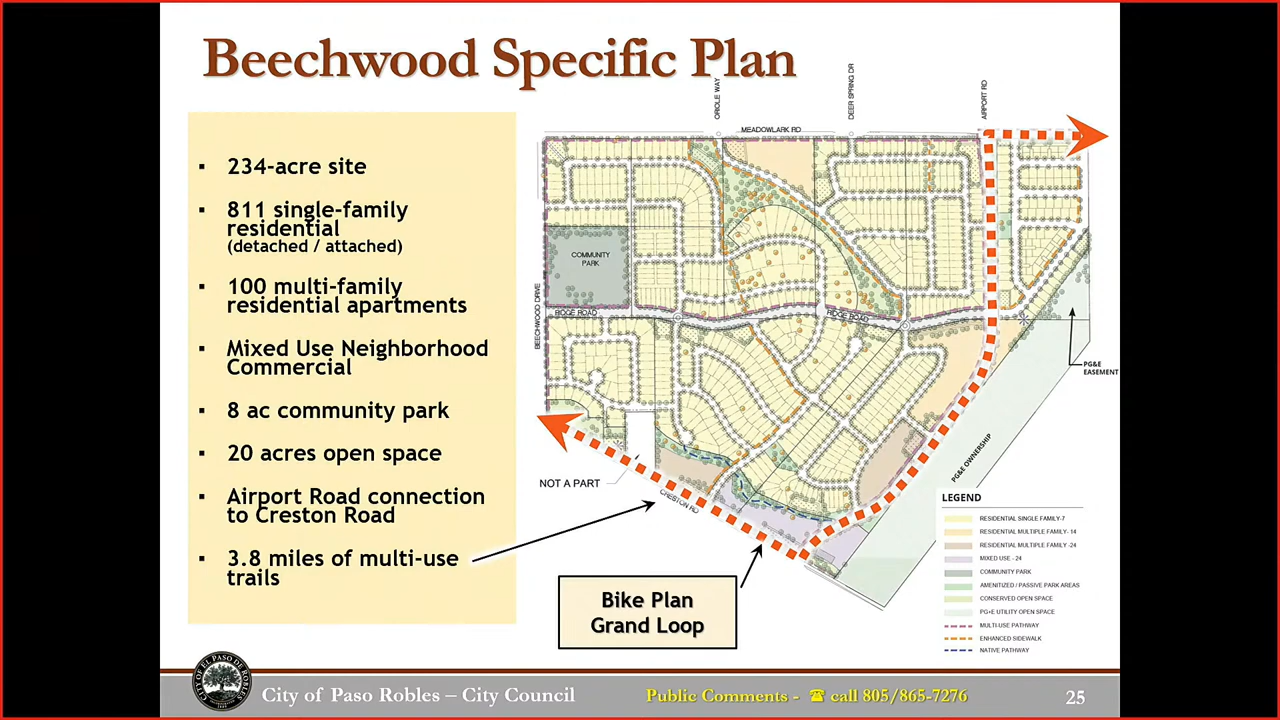 Beechwood Specific Plan
▪ 234-acre site
▪ 811 single-family
residential
(detached / attached)
▪ 100 multi-family
residential apartments
▪ Mixed Use Neighborhood
Commercial
▪ 8 ac community park
▪ 20 acres open space
▪ Airport Road connection
to Creston Road
▪ 3.8 miles of multi-use
trails
ORIOLE WAY
DEER SPRING DR
AIRPORT RD
MEADOWLARK RD
COMMUNITY
PARK
BEECHWOOD DRIVE
RIDGE ROAD
RIDGE ROAD
PG&E
EASEMENT
PG&E OWNERSHIP
NOT A PART
CRESTON RD
Bike Plan
Grand Loop
LEGEND
RESIDENTIAL SINGLE FAMILY-7
RESIDENTIAL MULTIPLE FAMILY- 14
RESIDENTIAL MULTIPLE FAMILY -24
MIXED USE - 24
COMMUNITY PARK
AMENITIZED / PASSIVE PARK AREAS
CONSERVED OPEN SPACE
PG+E UTILITY OPEN SPACE
MULTI-USE PATHWAY
ENHANCED SIDEWALK
NATIVE PATHWAY
CITY OF EL PASO DE ROBLES
City of Paso Robles – City Council
Public Comments - ☎ call 805/865-7276
25